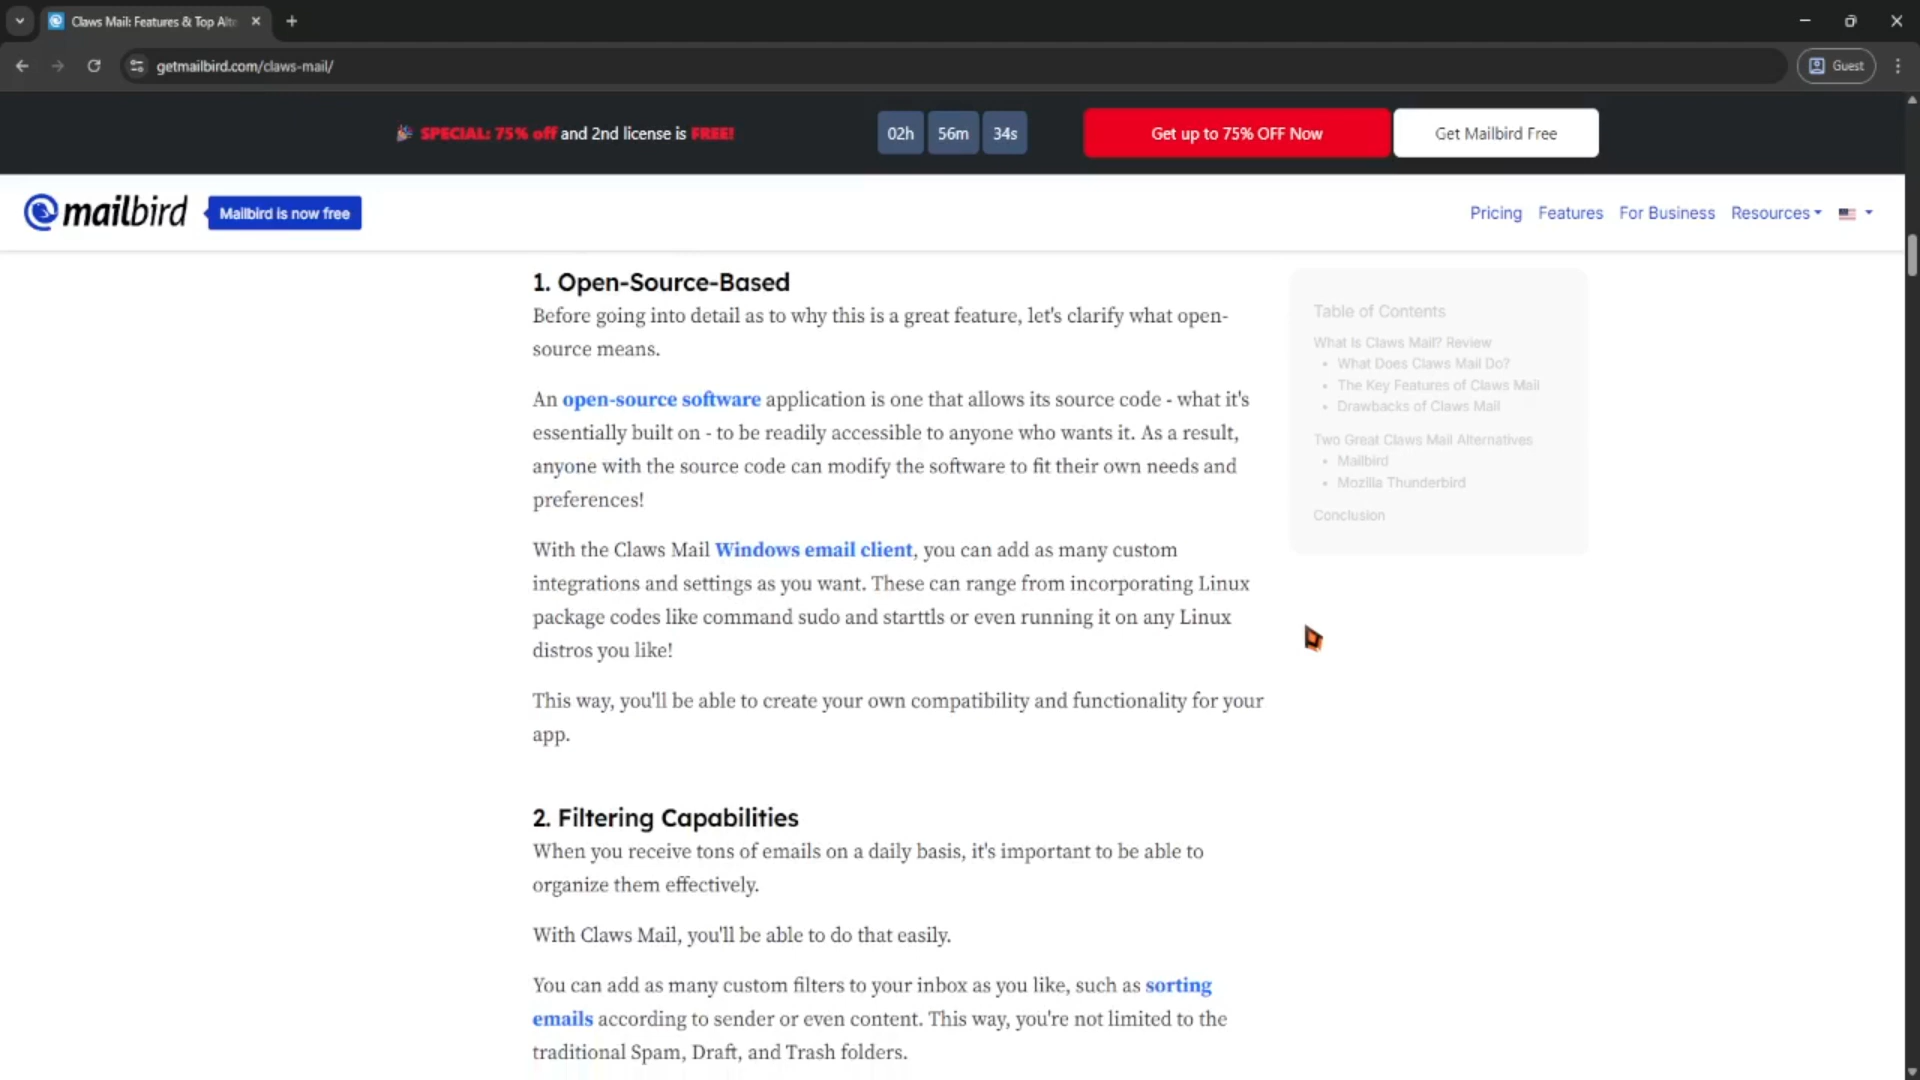 Claws Mail: Features & Top Alte
getmailbird.com/claws-mail/
Guest
SPECIAL: 75% off and 2nd license is FREE!
02h 56m 34s
Get up to 75% OFF Now
Get Mailbird Free
mailbird
Mailbird is now free
Pricing Features For Business Resources
1. Open-Source-Based
Before going into detail as to why this is a great feature, let's clarify what open-
source means.
An open-source software application is one that allows its source code - what it's
essentially built on - to be readily accessible to anyone who wants it. As a result,
anyone with the source code can modify the software to fit their own needs and
preferences!
With the Claws Mail Windows email client, you can add as many custom
integrations and settings as you want. These can range from incorporating Linux
package codes like command sudo and starttls or even running it on any Linux
distros you like!
This way, you'll be able to create your own compatibility and functionality for your
app.
2. Filtering Capabilities
When you receive tons of emails on a daily basis, it's important to be able to
organize them effectively.
With Claws Mail, you'll be able to do that easily.
You can add as many custom filters to your inbox as you like, such as sorting
emails according to sender or even content. This way, you're not limited to the
traditional Spam, Draft, and Trash folders.
Table of Contents
What Is Claws Mail? Review
• What Does Claws Mail Do?
• The Key Features of Claws Mail
• Drawbacks of Claws Mail
Two Great Claws Mail Alternatives
• Mailbird
• Mozilla Thunderbird
Conclusion